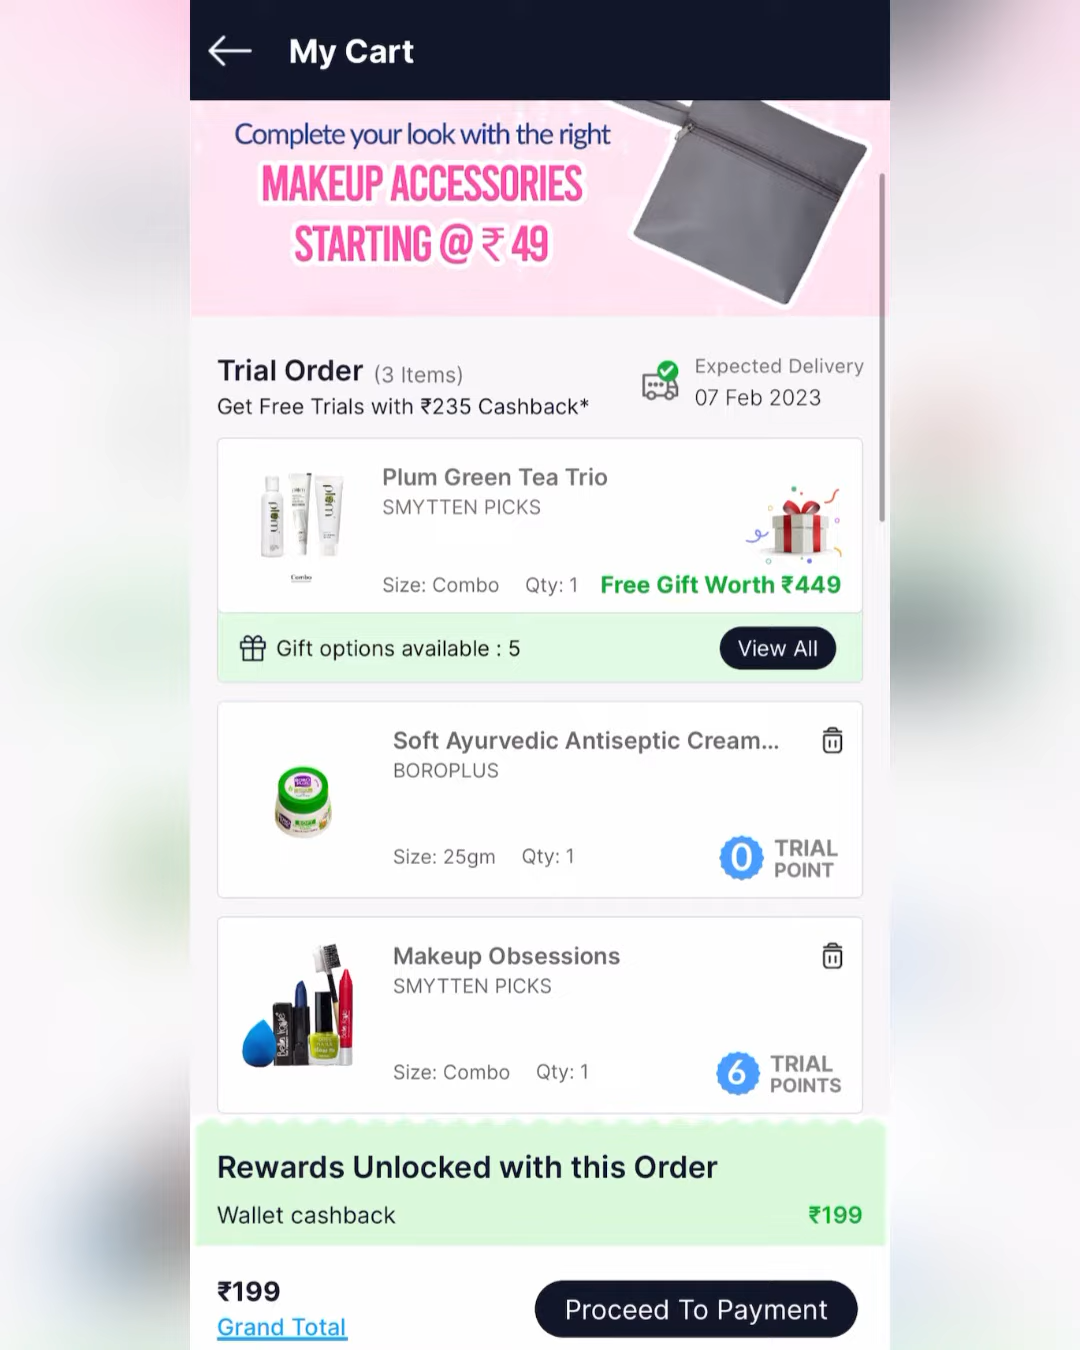 My Cart
Complete your look with the right
MAKEUP ACCESSORIES
STARTING @ ₹ 49
Trial Order (3 Items)
Get Free Trials with ₹235 Cashback*
Expected Delivery
07 Feb 2023
Plum Green Tea Trio
SMYTTEN PICKS
plum
plum
Combo
Size: Combo Qty: 1 Free Gift Worth ₹449
Gift options available : 5 View All
Soft Ayurvedic Antiseptic Cream...
BOROPLUS
Size: 25gm Qty: 1
0 TRIAL
POINT
Makeup Obsessions
SMYTTEN PICKS
Size: Combo Qty: 1
6 TRIAL
POINTS
Rewards Unlocked with this Order
Wallet cashback ₹199
₹199
Grand Total
Proceed To Payment